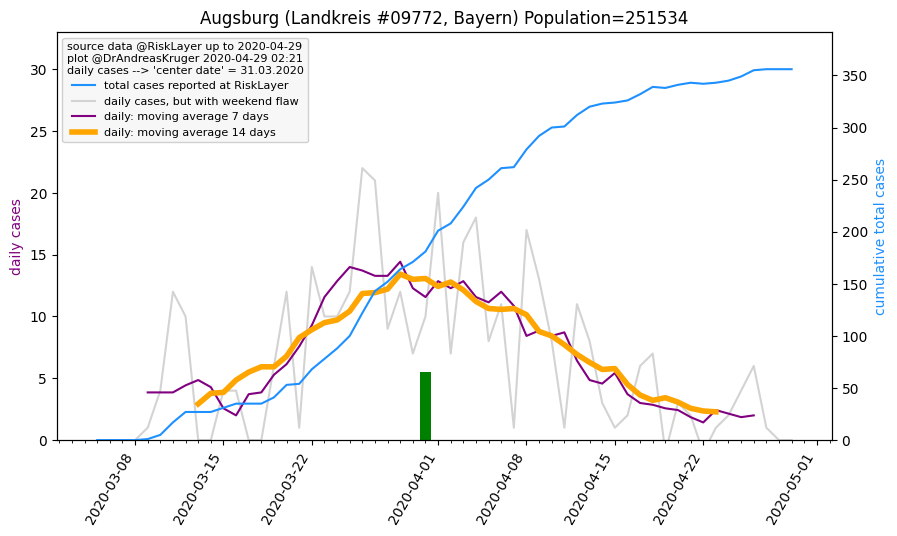 Augsburg (Landkreis #09772, Bayern) Population=251534
source data @RiskLayer up to 2020-04-29
plot @DrAndreasKruger 2020-04-29 02:21
daily cases --> 'center date' = 31.03.2020
total cases reported at RiskLayer
daily cases, but with weekend flaw
daily: moving average 7 days
daily: moving average 14 days
daily cases
30
25
20
15
10
5
0
cumulative total cases
350
300
250
200
150
100
50
0
2020-03-08
2020-03-15
2020-03-22
2020-04-01
2020-04-08
2020-04-15
2020-04-22
2020-05-01